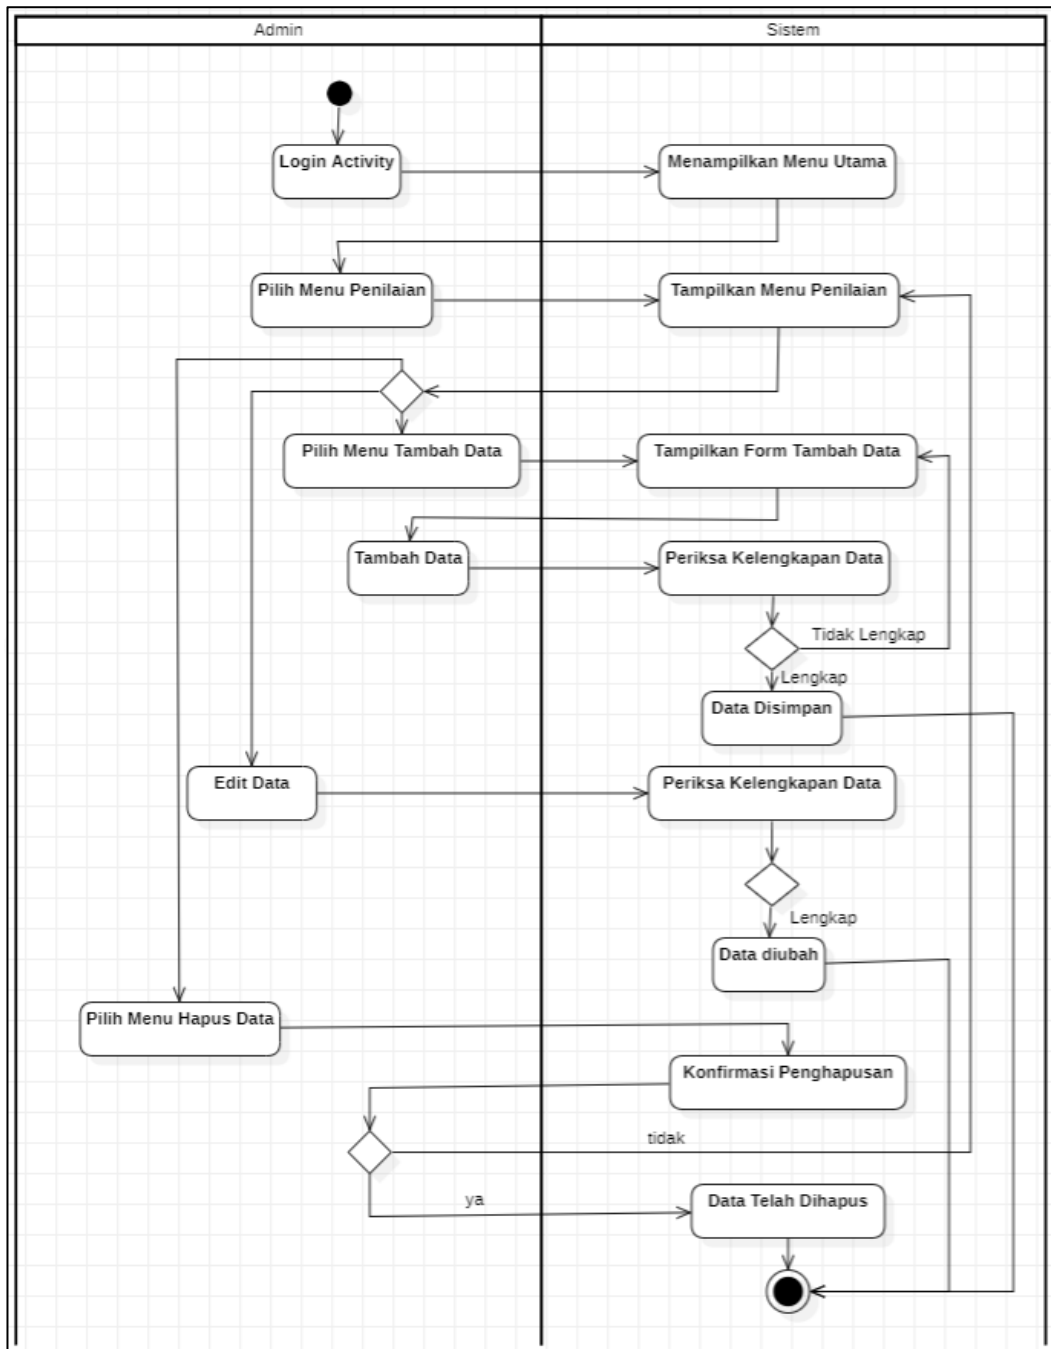 Admin
Sistem
Login Activity
Menampilkan Menu Utama
Pilih Menu Penilaian
Tampilkan Menu Penilaian
Pilih Menu Tambah Data
Tampilkan Form Tambah Data
Tambah Data
Periksa Kelengkapan Data
Tidak Lengkap
Lengkap
Data Disimpan
Edit Data
Periksa Kelengkapan Data
Lengkap
Data diubah
Pilih Menu Hapus Data
Konfirmasi Penghapusan
tidak
ya
Data Telah Dihapus